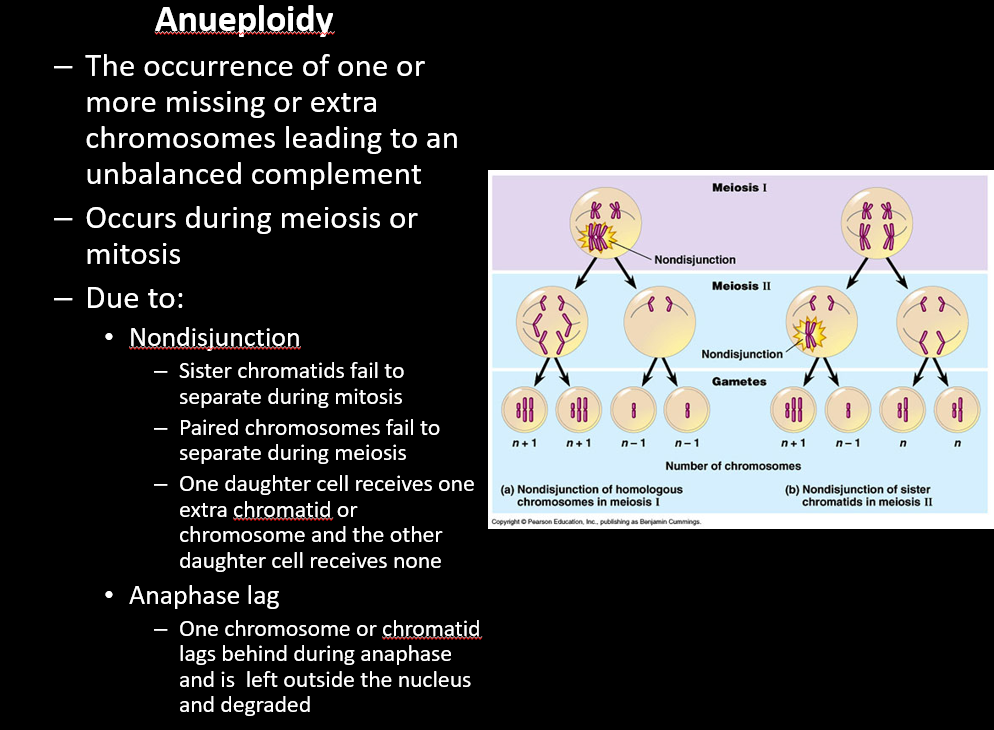 Anueploidy
– The occurrence of one or
more missing or extra
chromosomes leading to an
unbalanced complement
– Occurs during meiosis or
mitosis
– Due to:
• Nondisjunction
– Sister chromatids fail to
separate during mitosis
– Paired chromosomes fail to
separate during meiosis
– One daughter cell receives one
extra chromatid or
chromosome and the other
daughter cell receives none
• Anaphase lag
– One chromosome or chromatid
lags behind during anaphase
and is  left outside the nucleus
and degraded
Meiosis I
Nondisjunction
Meiosis II
Nondisjunction
Gametes
n + 1 n + 1 n – 1 n – 1 n + 1 n – 1 n n
Number of chromosomes
(a) Nondisjunction of homologous
chromosomes in meiosis I
(b) Nondisjunction of sister
chromatids in meiosis II
Copyright © Pearson Education, Inc., publishing as Benjamin Cummings.